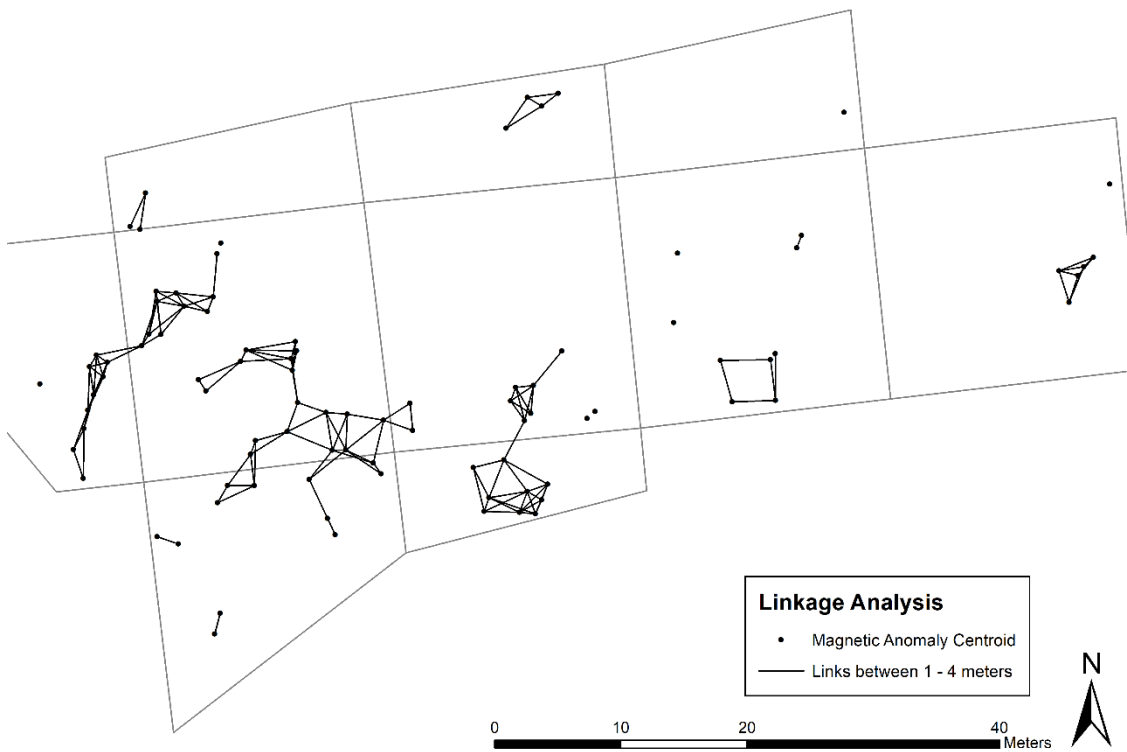 Linkage Analysis
Magnetic Anomaly Centroid
Links between 1 - 4 meters
N
0 10 20 40
Meters